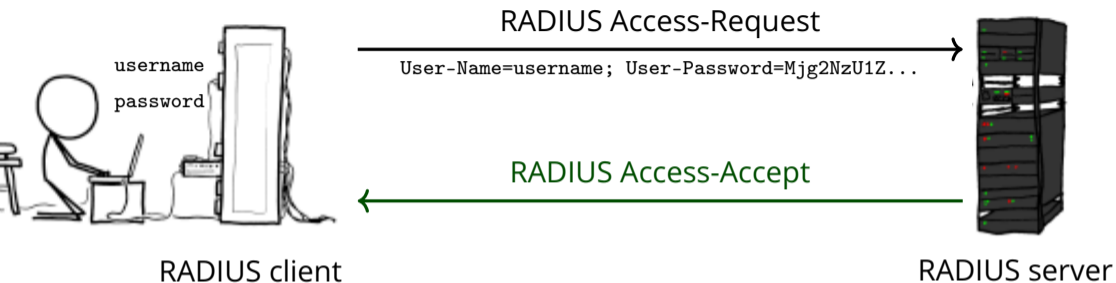 RADIUS Access-Request
username
User-Name=username; User-Password=Mjg2NzU1Z...
password
RADIUS Access-Accept
RADIUS client
RADIUS server